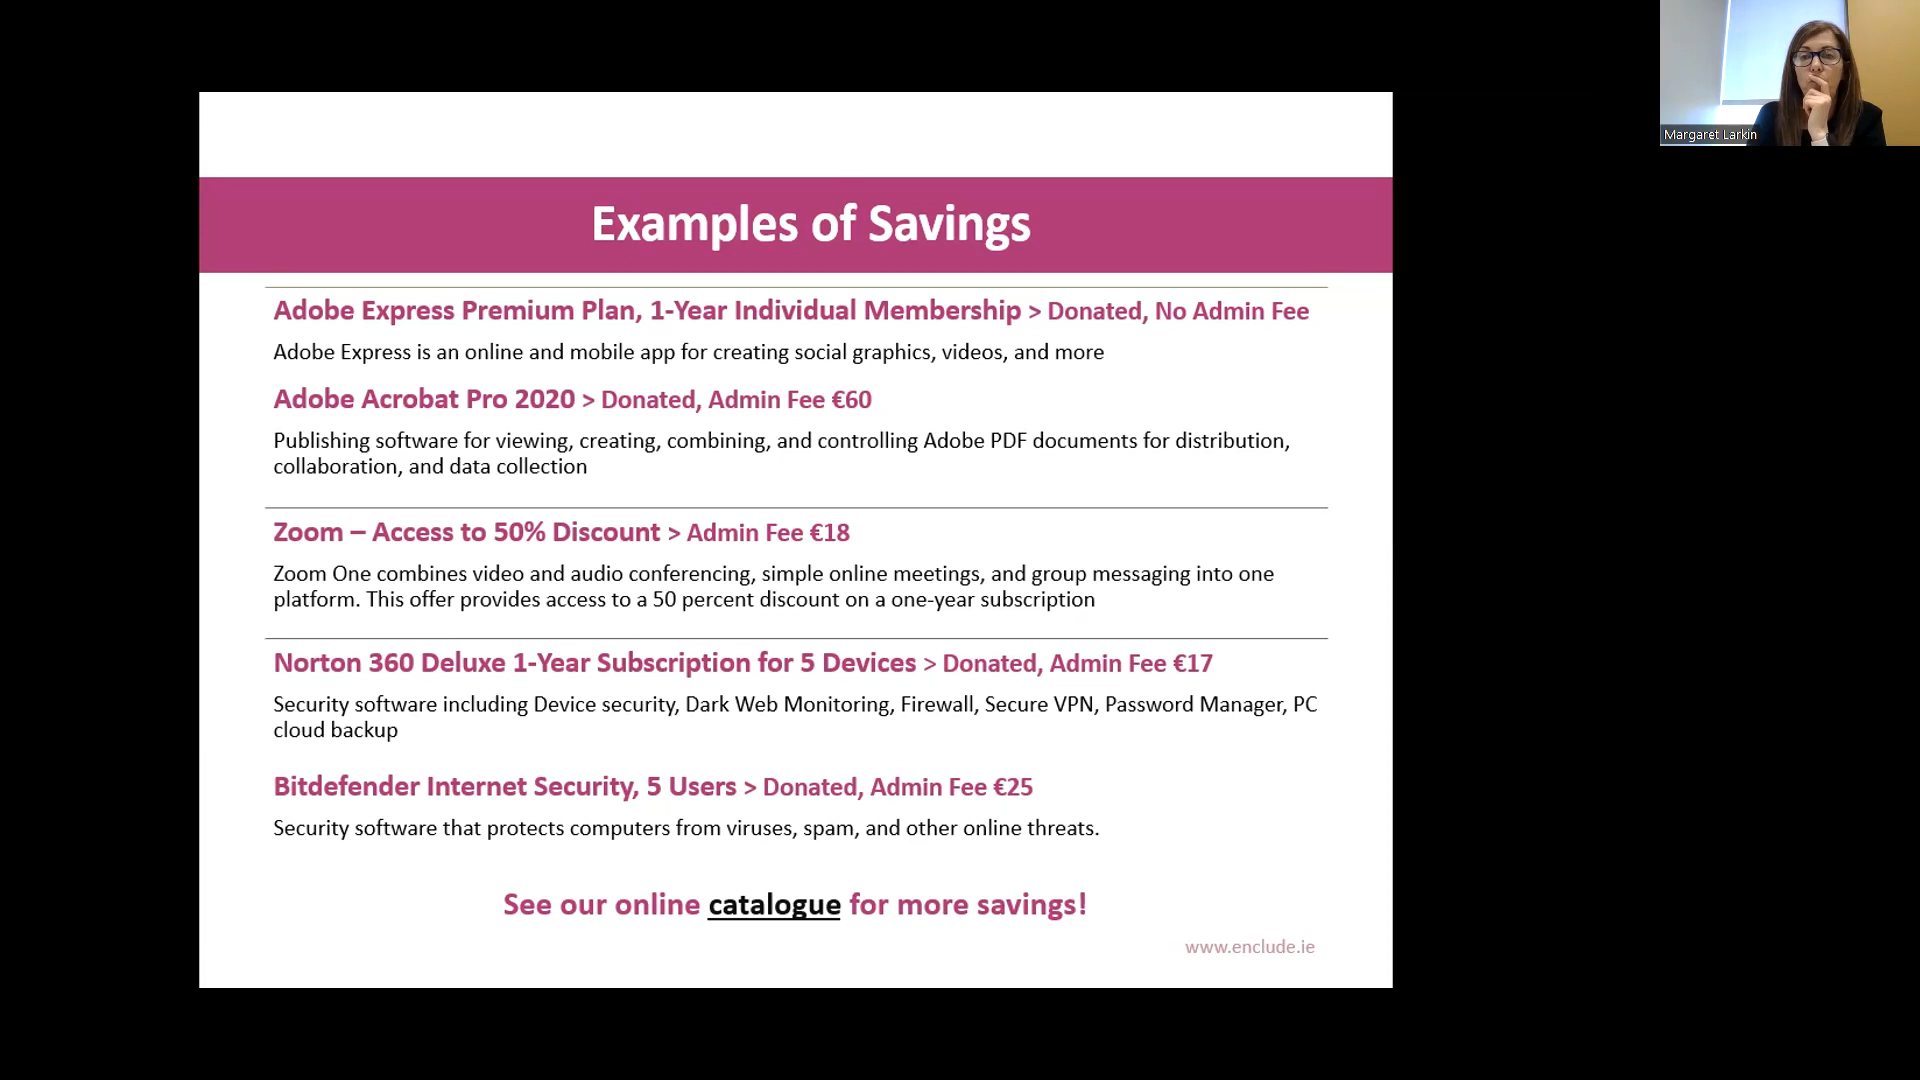 Margaret Larkin
Examples of Savings
Adobe Express Premium Plan, 1-Year Individual Membership > Donated, No Admin Fee
Adobe Express is an online and mobile app for creating social graphics, videos, and more
Adobe Acrobat Pro 2020 > Donated, Admin Fee €60
Publishing software for viewing, creating, combining, and controlling Adobe PDF documents for distribution,
collaboration, and data collection
Zoom – Access to 50% Discount > Admin Fee €18
Zoom One combines video and audio conferencing, simple online meetings, and group messaging into one
platform. This offer provides access to a 50 percent discount on a one-year subscription
Norton 360 Deluxe 1-Year Subscription for 5 Devices > Donated, Admin Fee €17
Security software including Device security, Dark Web Monitoring, Firewall, Secure VPN, Password Manager, PC
cloud backup
Bitdefender Internet Security, 5 Users > Donated, Admin Fee €25
Security software that protects computers from viruses, spam, and other online threats.
See our online catalogue for more savings!
www.enclude.ie